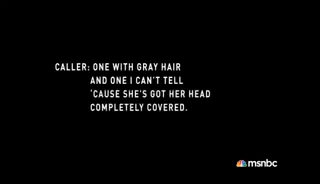 CALLER: ONE WITH GRAY HAIR
AND ONE I CAN'T TELL
'CAUSE SHE'S GOT HER HEAD
COMPLETELY COVERED.
msnbc